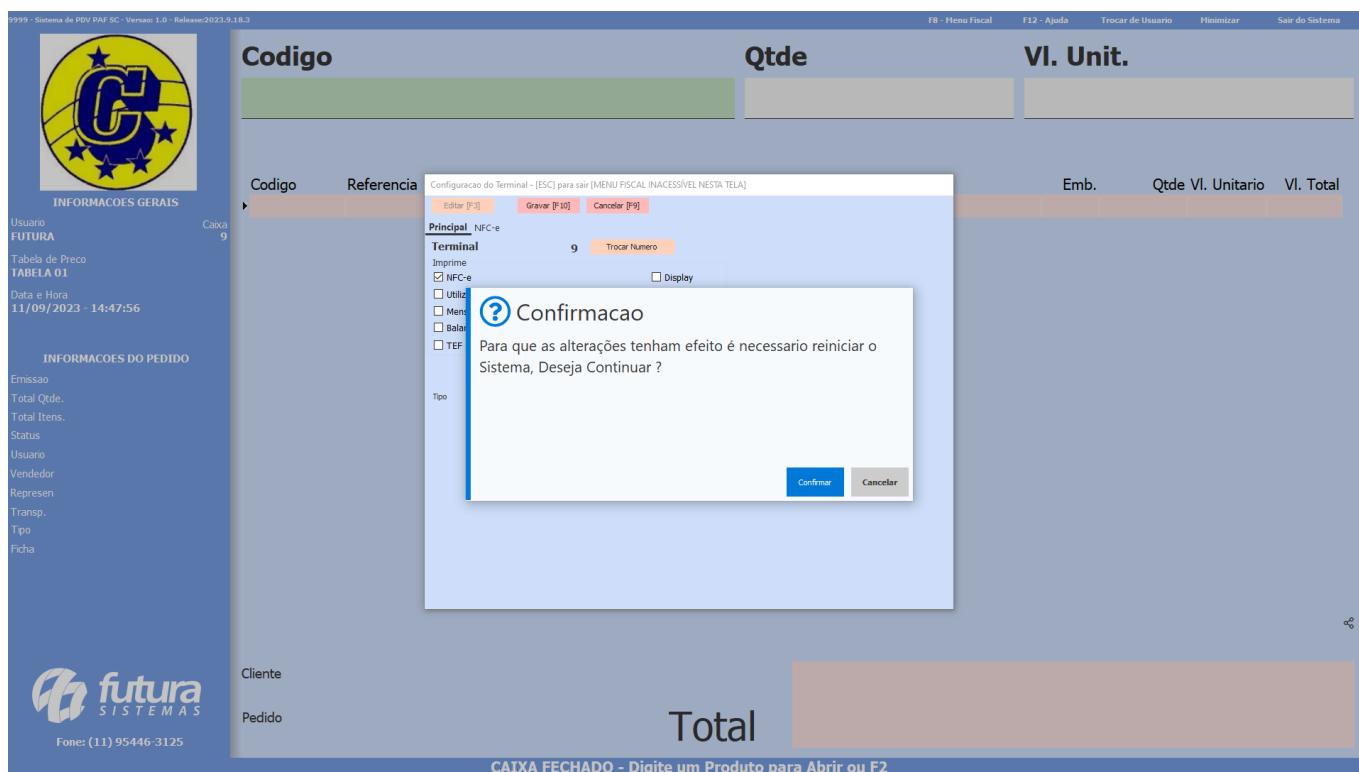 9999 - Sistema de PDV PAF SC - Versao: 1.0 - Release:2023.9.18.3
F8 - Menu Fiscal F12 - Ajuda Trocar de Usuario Minimizar Sair do Sistema
C
INFORMACOES GERAIS
Usuario Caixa
FUTURA 9
Tabela de Preco
TABELA 01
Data e Hora
11/09/2023 - 14:47:56
INFORMACOES DO PEDIDO
Emissao
Total Qtde.
Total Itens.
Status
Usuario
Vendedor
Represen
Transp.
Tipo
Ficha
futura
SISTEMAS
Fone: (11) 95446-3125
Codigo Qtde Vl. Unit.
Codigo Referencia Emb. Qtde Vl. Unitario Vl. Total
Configuracao do Terminal - [ESC] para sair [MENU FISCAL INACESSÍVEL NESTA TELA]
Editar [F3] Gravar [F10] Cancelar [F9]
Principal NFC-e
Terminal 9 Trocar Numero
Imprime
NFC-e Display
TEF
Tipo
Confirmacao
Para que as alterações tenham efeito é necessario reiniciar o
Sistema, Deseja Continuar ?
Confirmar Cancelar
Cliente
Pedido
Total
CAIXA FECHADO - Digite um Produto para Abrir ou F2